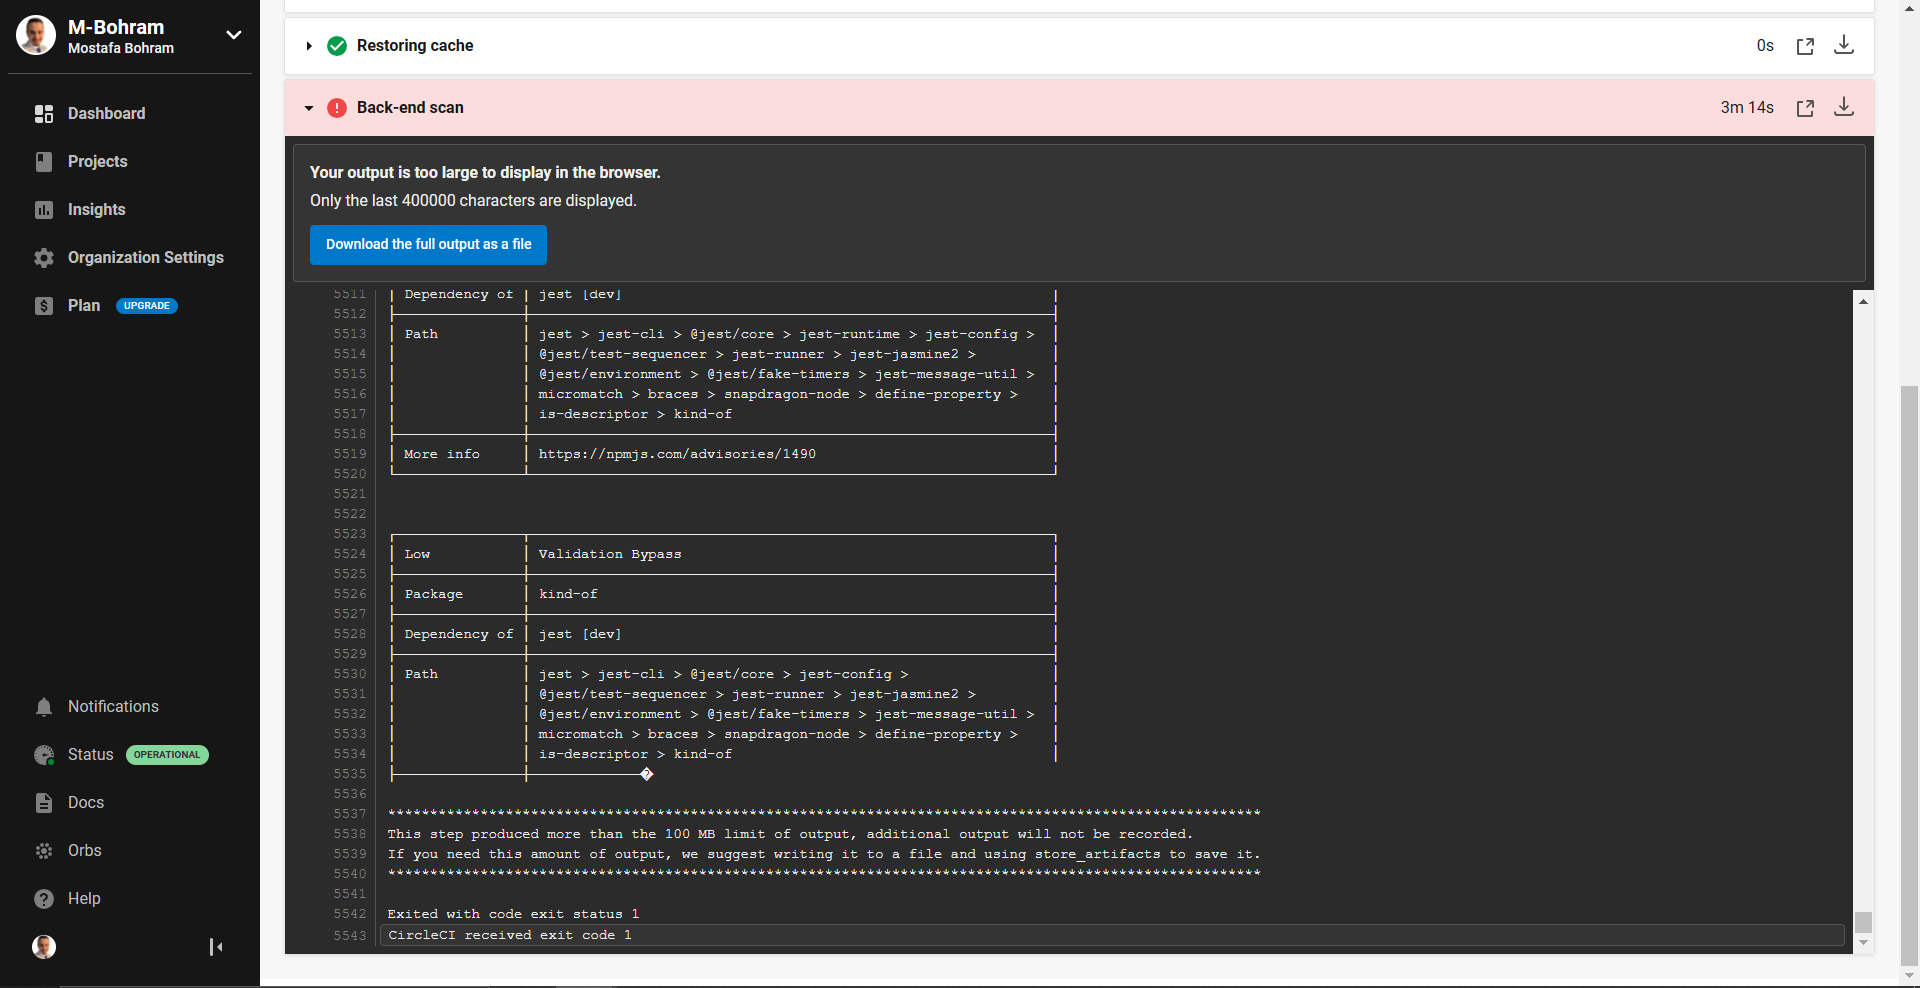 M-Bohram
Mostafa Bohram
Dashboard
Projects
Insights
Organization Settings
Plan UPGRADE
Notifications
Status OPERATIONAL
Docs
Orbs
Help
Restoring cache 0s
Back-end scan 3m 14s
Your output is too large to display in the browser.
Only the last 400000 characters are displayed.
Download the full output as a file
5511 Dependency of jest [dev]
5512
5513 Path jest > jest-cli > @jest/core > jest-runtime > jest-config >
5514 @jest/test-sequencer > jest-runner > jest-jasmine2 >
5515 @jest/environment > @jest/fake-timers > jest-message-util >
5516 micromatch > braces > snapdragon-node > define-property >
5517 is-descriptor > kind-of
5518
5519 More info https://npmjs.com/advisories/1490
5520
5521
5522
5523
5524 Low Validation Bypass
5525
5526 Package kind-of
5527
5528 Dependency of jest [dev]
5529
5530 Path jest > jest-cli > @jest/core > jest-config >
5531 @jest/test-sequencer > jest-runner > jest-jasmine2 >
5532 @jest/environment > @jest/fake-timers > jest-message-util >
5533 micromatch > braces > snapdragon-node > define-property >
5534 is-descriptor > kind-of
5535 �
5536
5537 ********************************************************************************************************
5538 This step produced more than the 100 MB limit of output, additional output will not be recorded.
5539 If you need this amount of output, we suggest writing it to a file and using store_artifacts to save it.
5540 ********************************************************************************************************
5541
5542 Exited with code exit status 1
5543 CircleCI received exit code 1